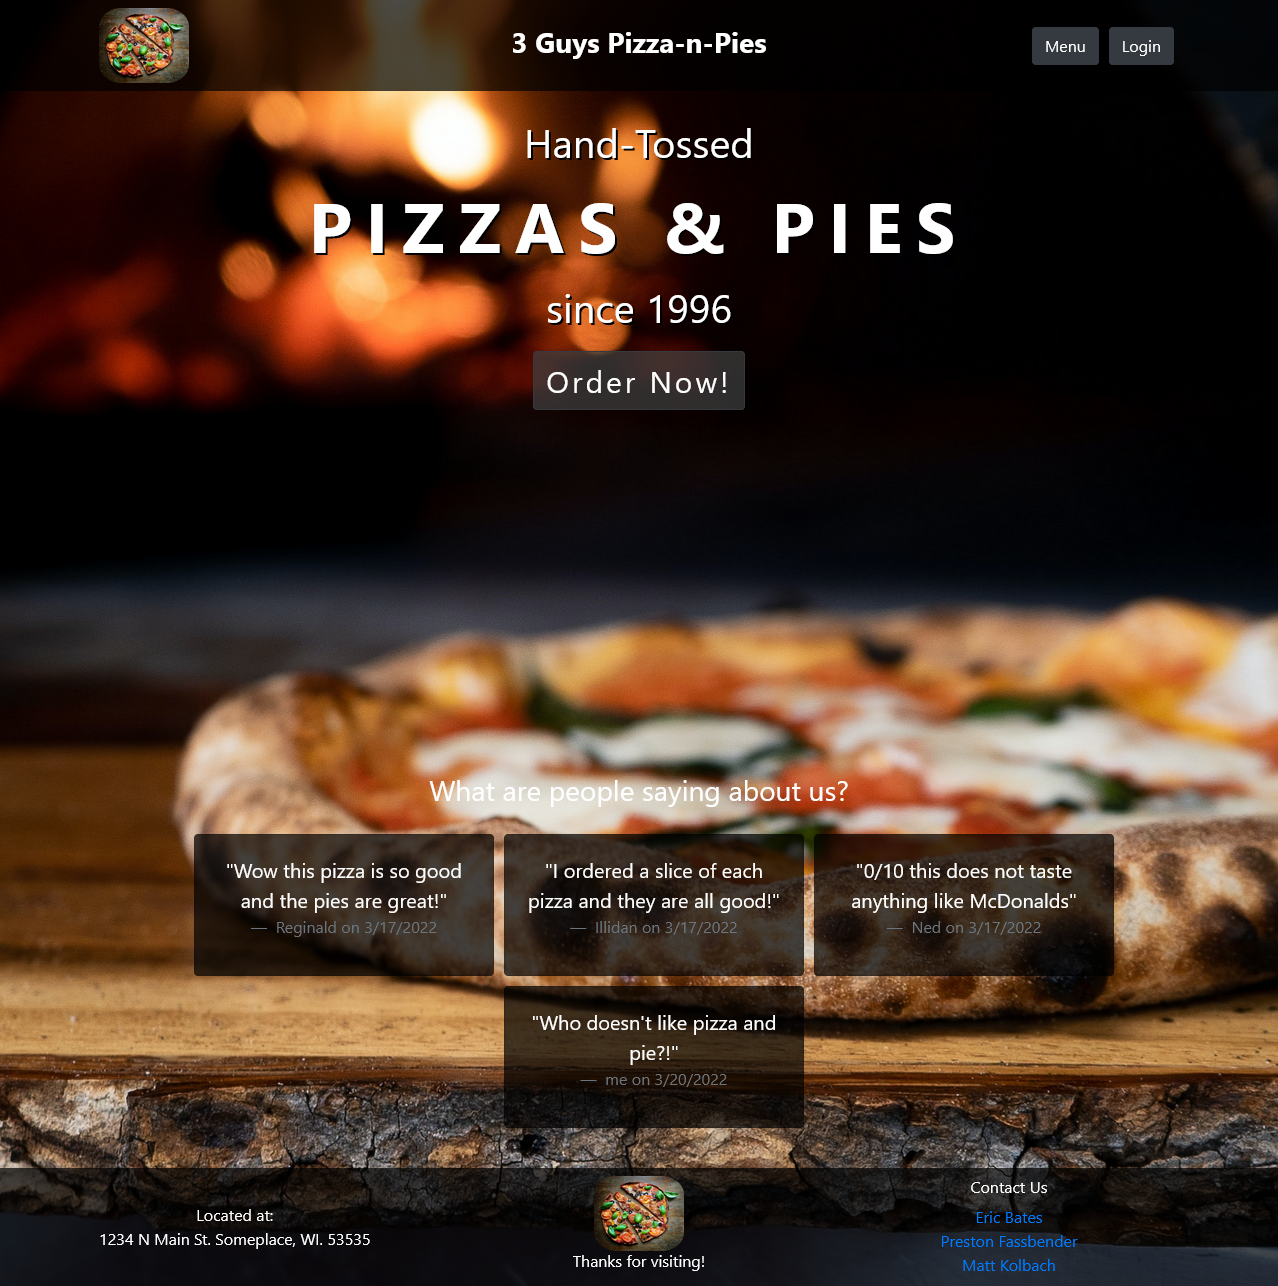 3 Guys Pizza-n-Pies
Menu
Login
Hand-Tossed
PIZZAS & PIES
since 1996
Order Now!
What are people saying about us?
"Wow this pizza is so good
and the pies are great!"
— Reginald on 3/17/2022
"I ordered a slice of each
pizza and they are all good!"
— Illidan on 3/17/2022
"0/10 this does not taste
anything like McDonalds"
— Ned on 3/17/2022
"Who doesn't like pizza and
pie?!"
— me on 3/20/2022
Located at:
1234 N Main St. Someplace, WI. 53535
Thanks for visiting!
Contact Us
Eric Bates
Preston Fassbender
Matt Kolbach